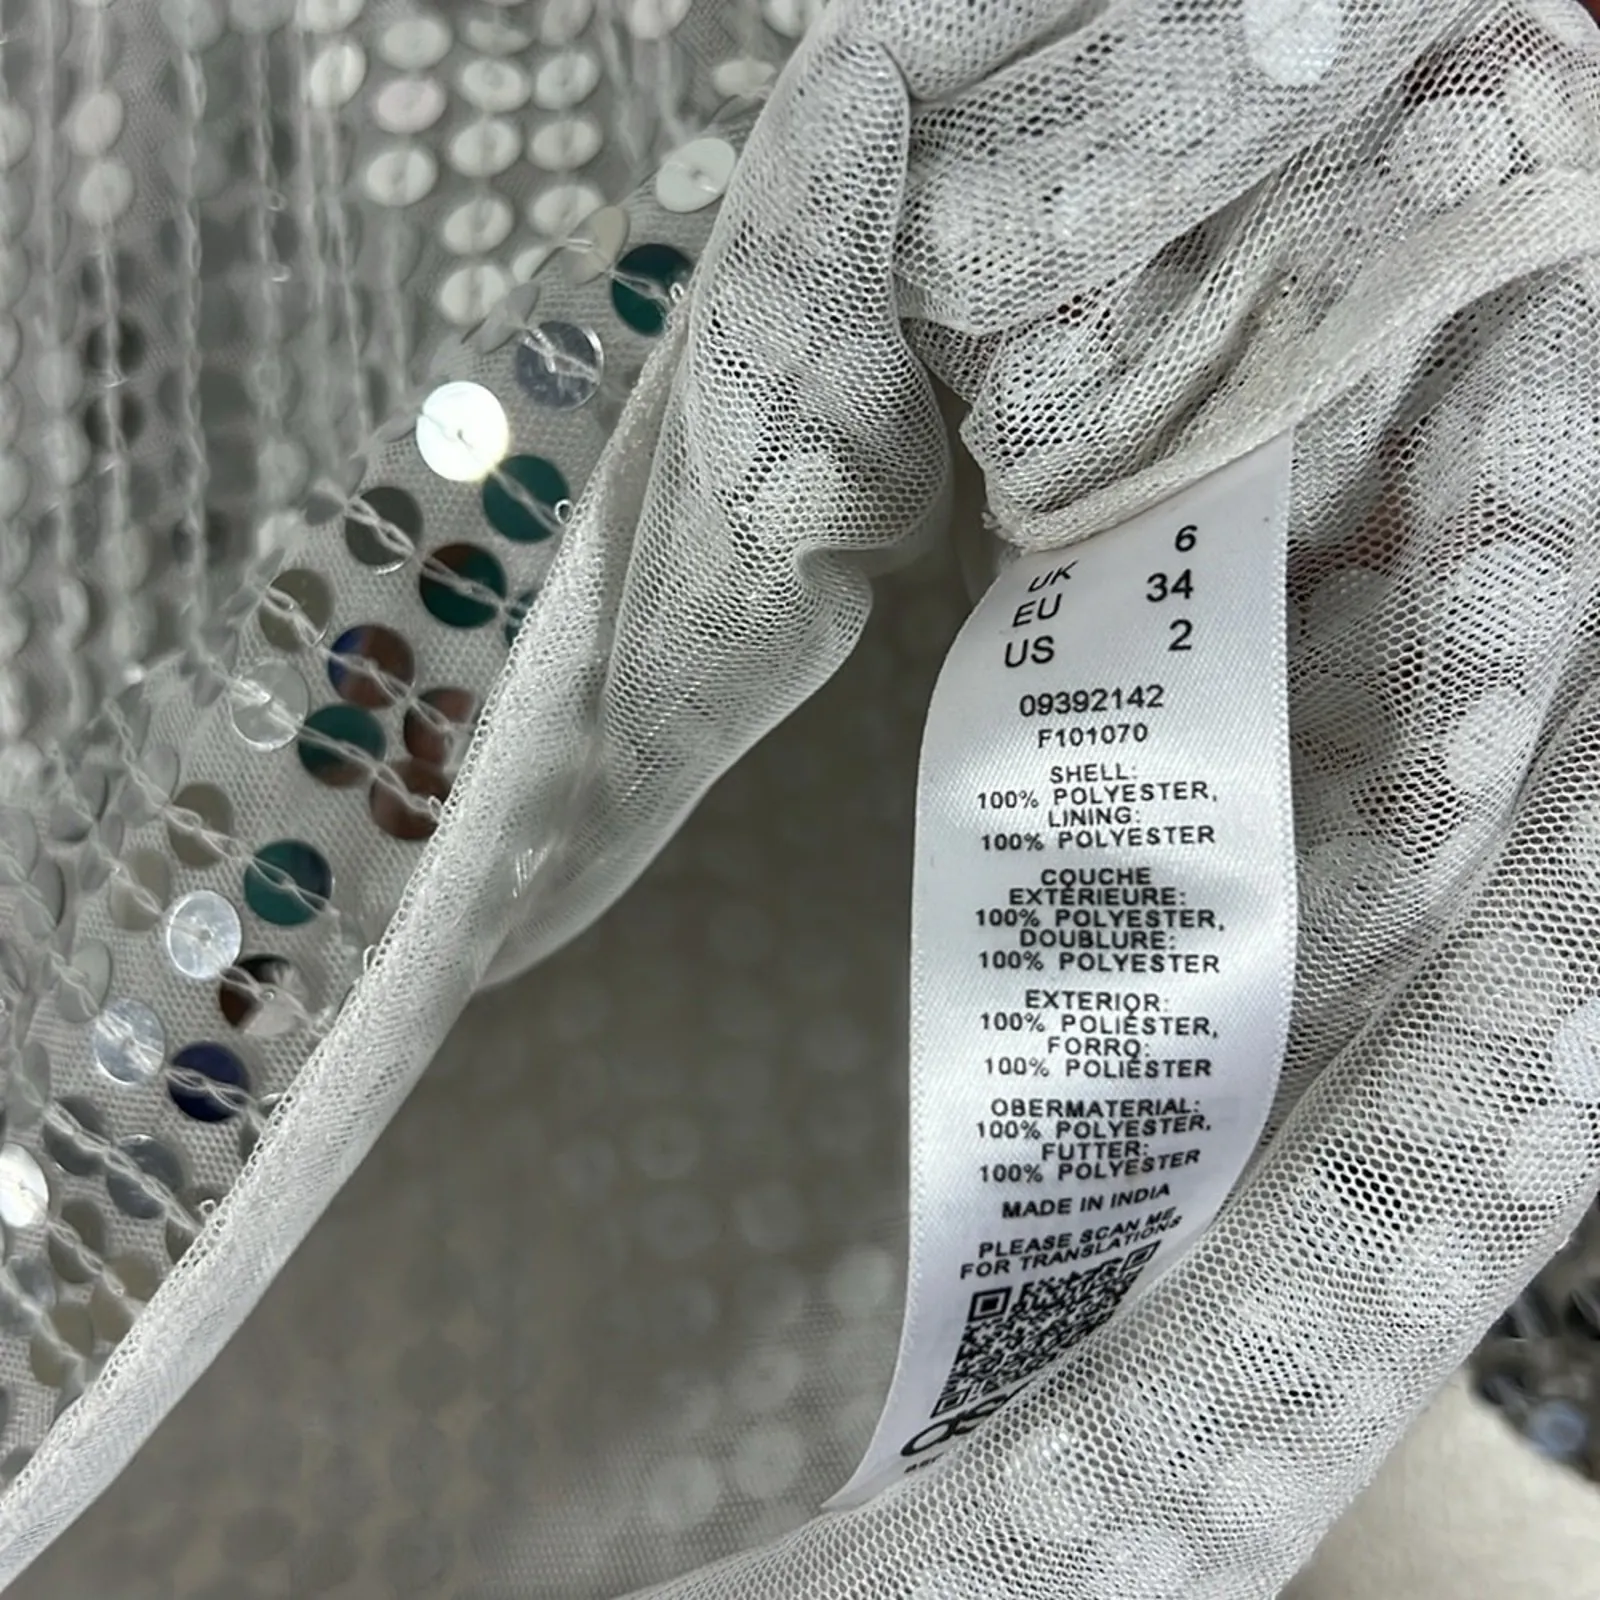 UK 6
EU 34
US 2
09392142
F101070
SHELL:
100% POLYESTER,
LINING:
100% POLYESTER
COUCHE
EXTÉRIEURE:
100% POLYESTER,
DOUBLURE:
100% POLYESTER
EXTERIOR:
100% POLIÉSTER,
FORRO:
100% POLIÉSTER
OBERMATERIAL:
100% POLYESTER,
FUTTER:
100% POLYESTER
MADE IN INDIA
PLEASE SCAN ME
FOR TRANSLATIONS